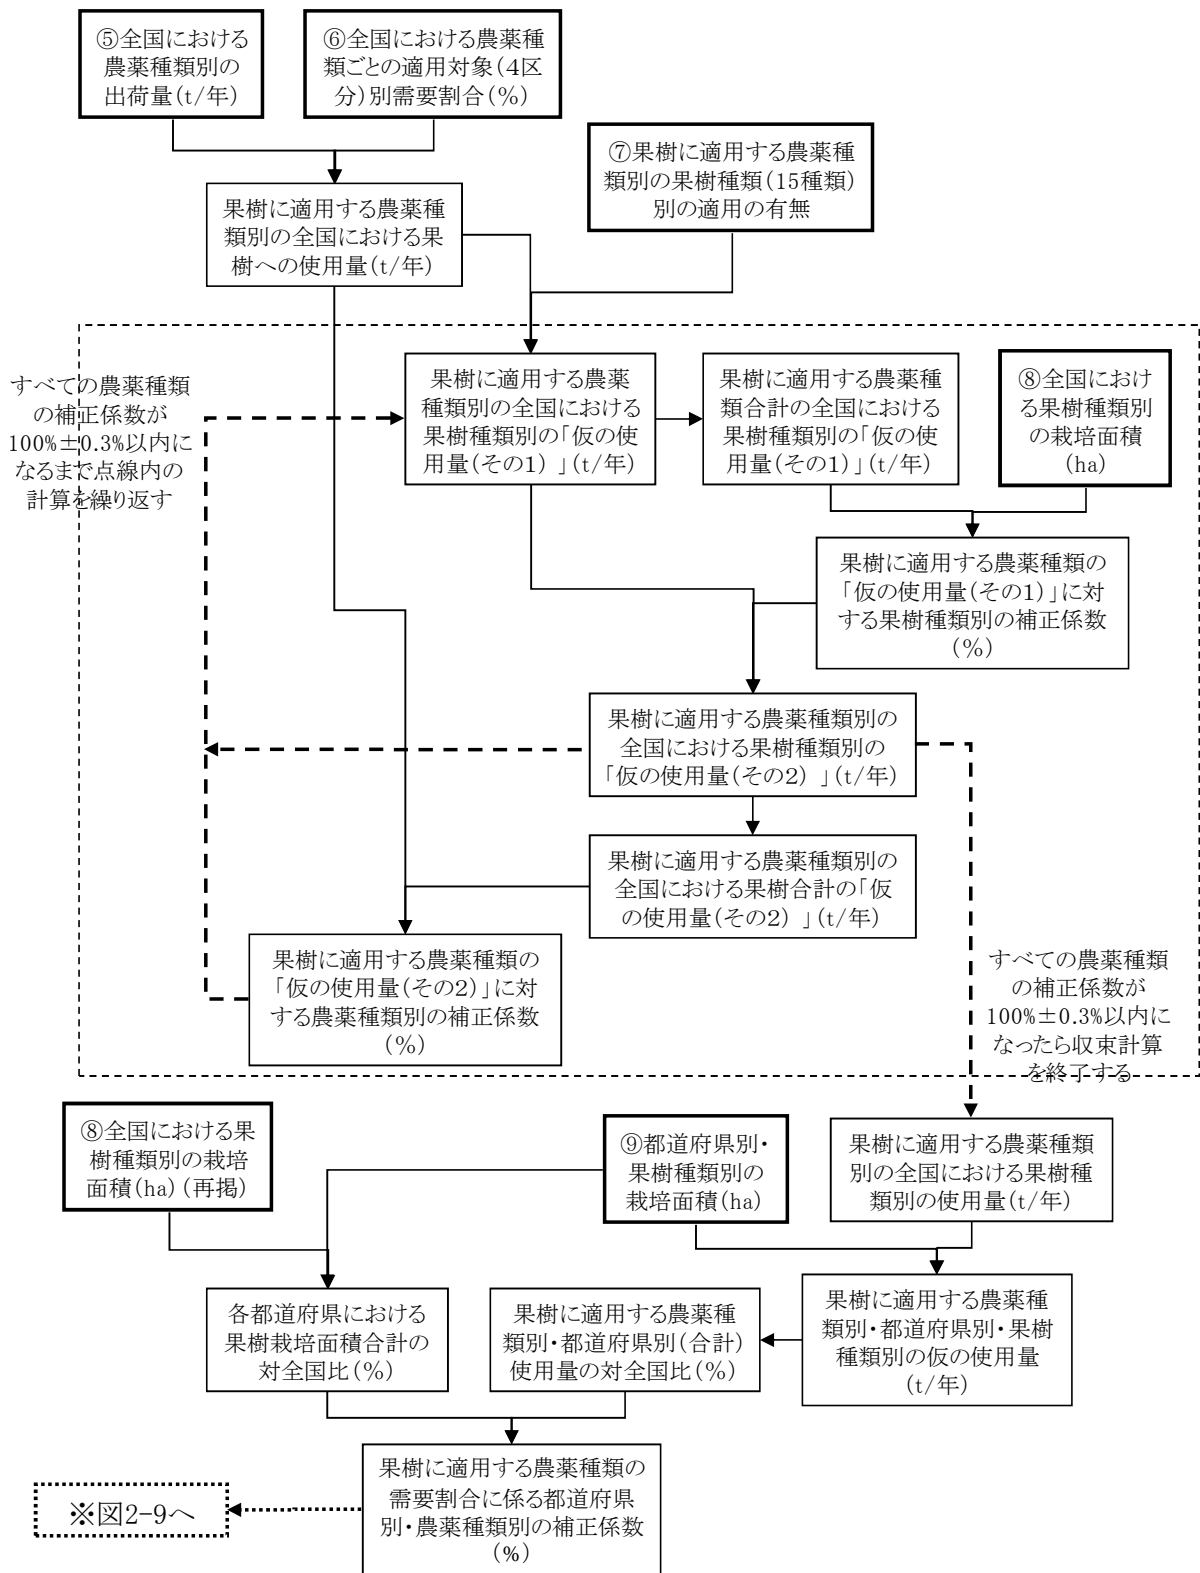 ⑤全国における
農薬種類別の
出荷量(t/年)
⑥全国における農薬種
類ごとの適用対象(4区
分)別需要割合(%)
⑦果樹に適用する農薬種
類別の果樹種類(15種類)
別の適用の有無
果樹に適用する農薬種
類別の全国における果
樹への使用量(t/年)
すべての農薬種類
の補正係数が
100%±0.3%以内に
なるまで点線内の
計算を繰り返す
果樹に適用する農薬
種類別の全国における
果樹種類別の「仮の使
用量(その1) 」(t/年)
果樹に適用する農薬種
類合計の全国における
果樹種類別の「仮の使
用量(その1)」(t/年)
⑧全国におけ
る果樹種類別
の栽培面積
(ha)
果樹に適用する農薬種類の
「仮の使用量(その1)」に対
する果樹種類別の補正係数
(%)
果樹に適用する農薬種類別の
全国における果樹種類別の
「仮の使用量(その2) 」(t/年)
果樹に適用する農薬種類別の
全国における果樹合計の「仮
の使用量(その2) 」(t/年)
果樹に適用する農薬種類の
「仮の使用量(その2)」に対
する農薬種類別の補正係数
(%)
すべての農薬種類
の補正係数が
100%±0.3%以内に
なったら収束計算
を終了する
⑧全国における果
樹種類別の栽培
面積(ha)(再掲)
⑨都道府県別・
果樹種類別の
栽培面積(ha)
果樹に適用する農薬種類
別の全国における果樹種
類別の使用量(t/年)
各都道府県における
果樹栽培面積合計の
対全国比(%)
果樹に適用する農薬種
類別・都道府県別(合計)
使用量の対全国比(%)
果樹に適用する農薬種
類別・都道府県別・果樹
種類別の仮の使用量
(t/年)
果樹に適用する農薬種類の
需要割合に係る都道府県
別・農薬種類別の補正係数
(%)
※図2-9へ